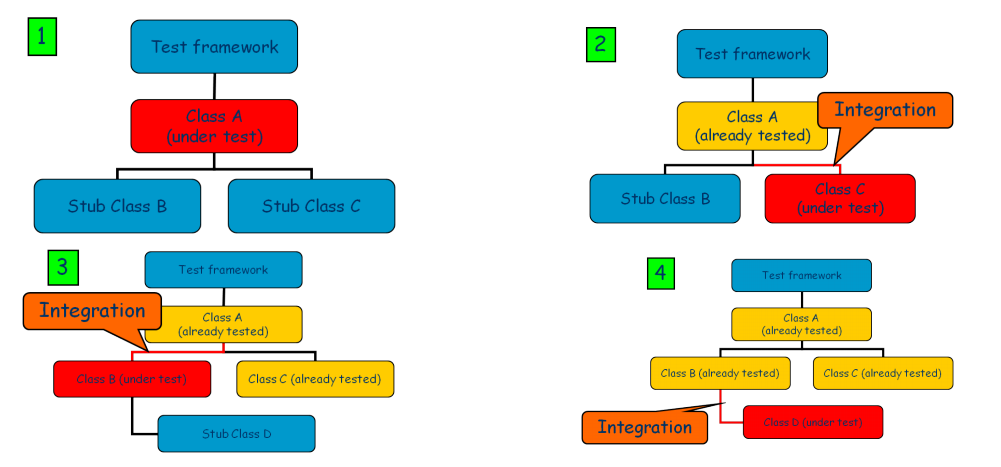 1
Test framework
Class A
(under test)
Stub Class B
Stub Class C
2
Test framework
Class A
(already tested)
Integration
Stub Class B
Class C
(under test)
3
Test framework
Integration
Class A
(already tested)
Class B (under test)
Class C (already tested)
Stub Class D
4
Test framework
Class A
(already tested)
Class B (already tested)
Class C (already tested)
Integration
Class D (under test)